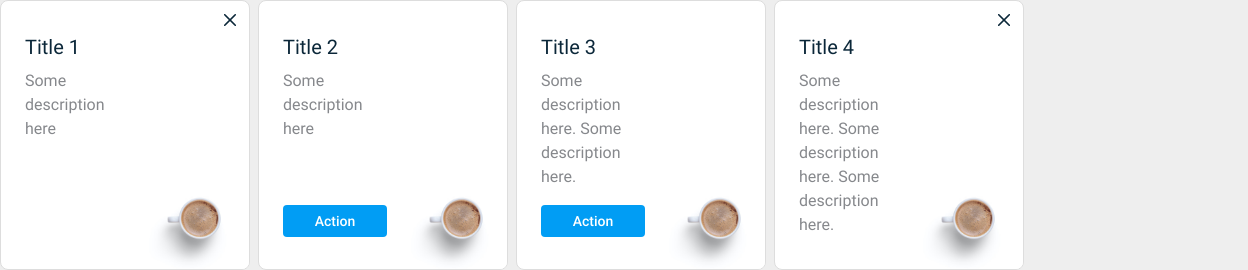 Title 1
Some
description
here
Title 2
Some
description
here
Action
Title 3
Some
description
here. Some
description
here.
Action
Title 4
Some
description
here. Some
description
here. Some
description
here.